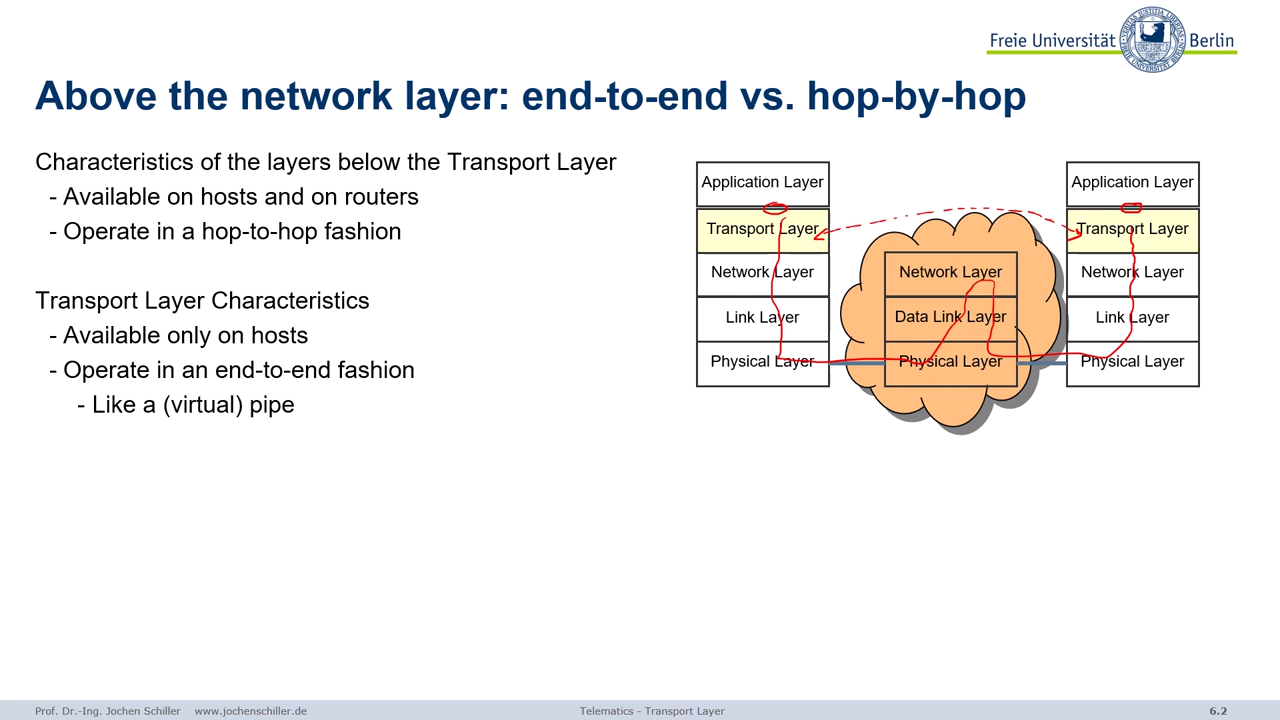 Freie Universität Berlin
Above the network layer: end-to-end vs. hop-by-hop
Characteristics of the layers below the Transport Layer
- Available on hosts and on routers
- Operate in a hop-to-hop fashion
Transport Layer Characteristics
- Available only on hosts
- Operate in an end-to-end fashion
- Like a (virtual) pipe
Application Layer
Transport Layer
Network Layer
Link Layer
Physical Layer
Network Layer
Data Link Layer
Physical Layer
Application Layer
Transport Layer
Network Layer
Link Layer
Physical Layer
Prof. Dr.-Ing. Jochen Schiller www.jochenschiller.de Telematics - Transport Layer 6.2